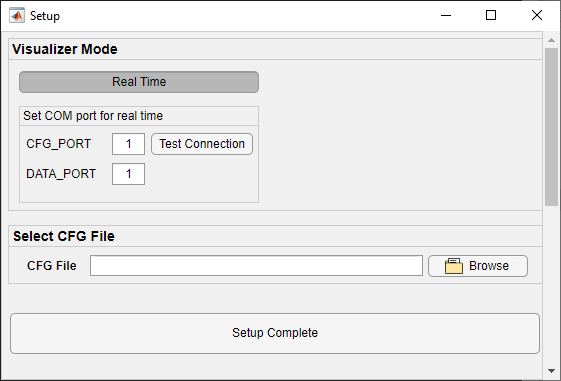 Setup
Visualizer Mode
Real Time
Set COM port for real time
CFG_PORT 1 Test Connection
DATA_PORT 1
Select CFG File
CFG File Browse
Setup Complete